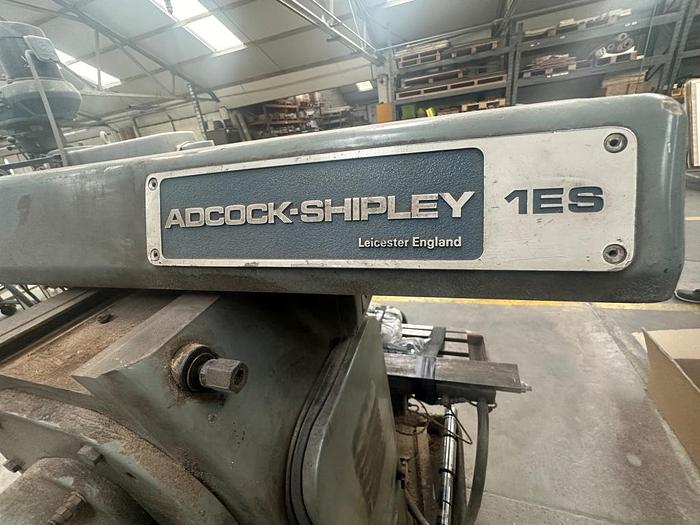 ADCOCK-SHIPLEY 1ES
Leicester England